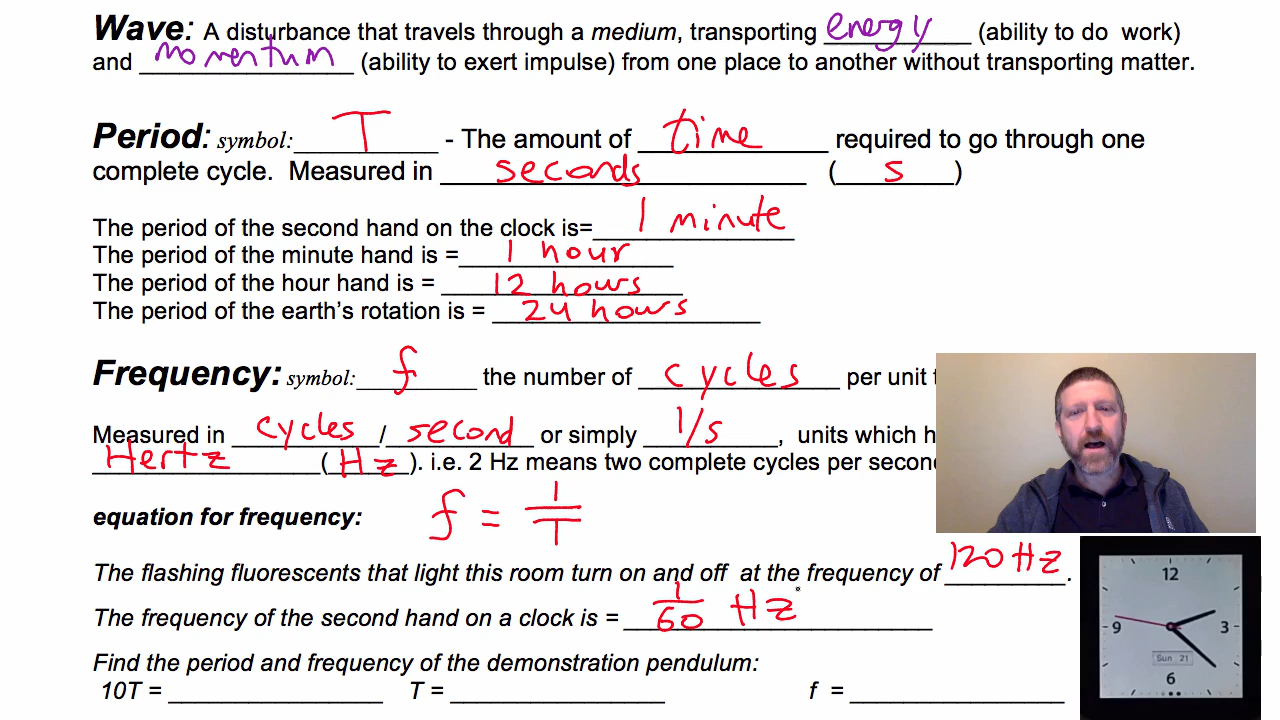 Wave: A disturbance that travels through a medium, transporting energy (ability to do work)
and momentum (ability to exert impulse) from one place to another without transporting matter.
Period: symbol: T - The amount of time required to go through one
complete cycle. Measured in seconds (s)
The period of the second hand on the clock is= 1 minute
The period of the minute hand is = 1 hour
The period of the hour hand is = 12 hours
The period of the earth's rotation is = 24 hours
Frequency: symbol: f the number of cycles per unit
Measured in cycles / second or simply 1/s, units which
Hertz (Hz). i.e. 2 Hz means two complete cycles per secon
equation for frequency: f = 1/T
The flashing fluorescents that light this room turn on and off at the frequency of 120 Hz.
The frequency of the second hand on a clock is = 1/60 Hz
Find the period and frequency of the demonstration pendulum:
10T = T = f =
12
9 3
Sun 21
6